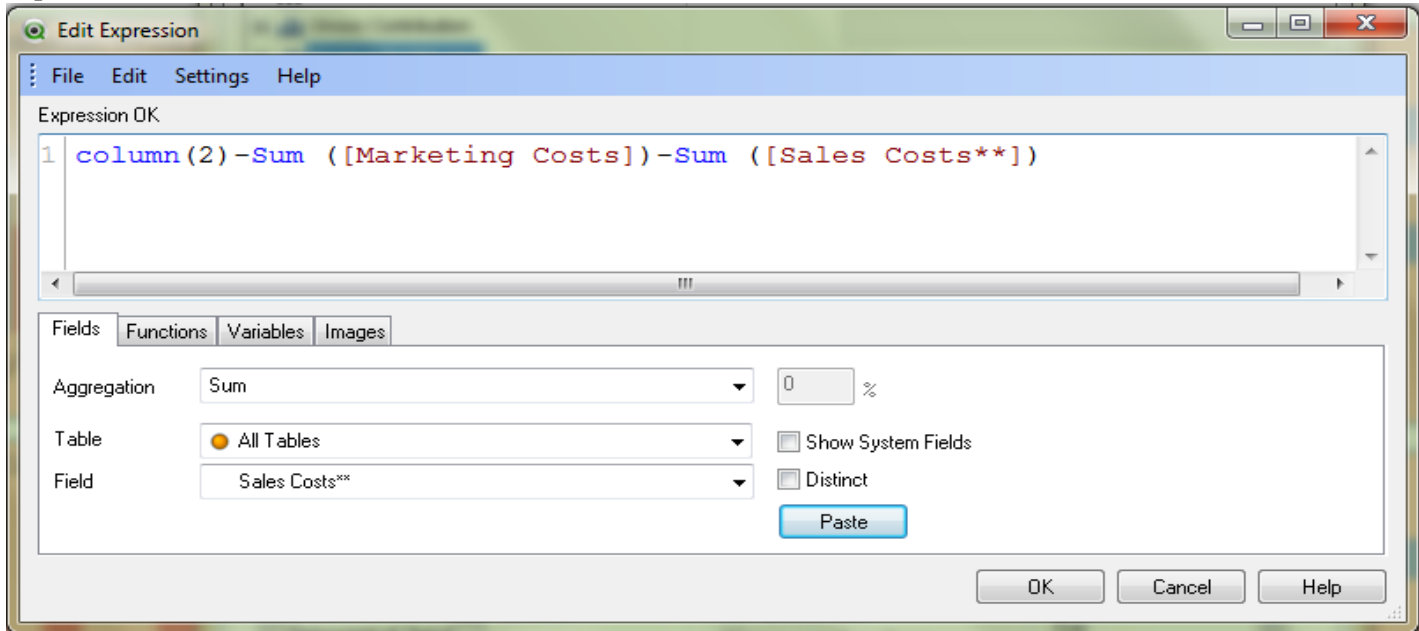 Edit Expression
File Edit Settings Help
Expression OK
1 column(2)-Sum ([Marketing Costs])-Sum ([Sales Costs**])
Fields Functions Variables Images
Aggregation Sum 0 %
Table All Tables Show System Fields
Field Sales Costs** Distinct
Paste
OK Cancel Help